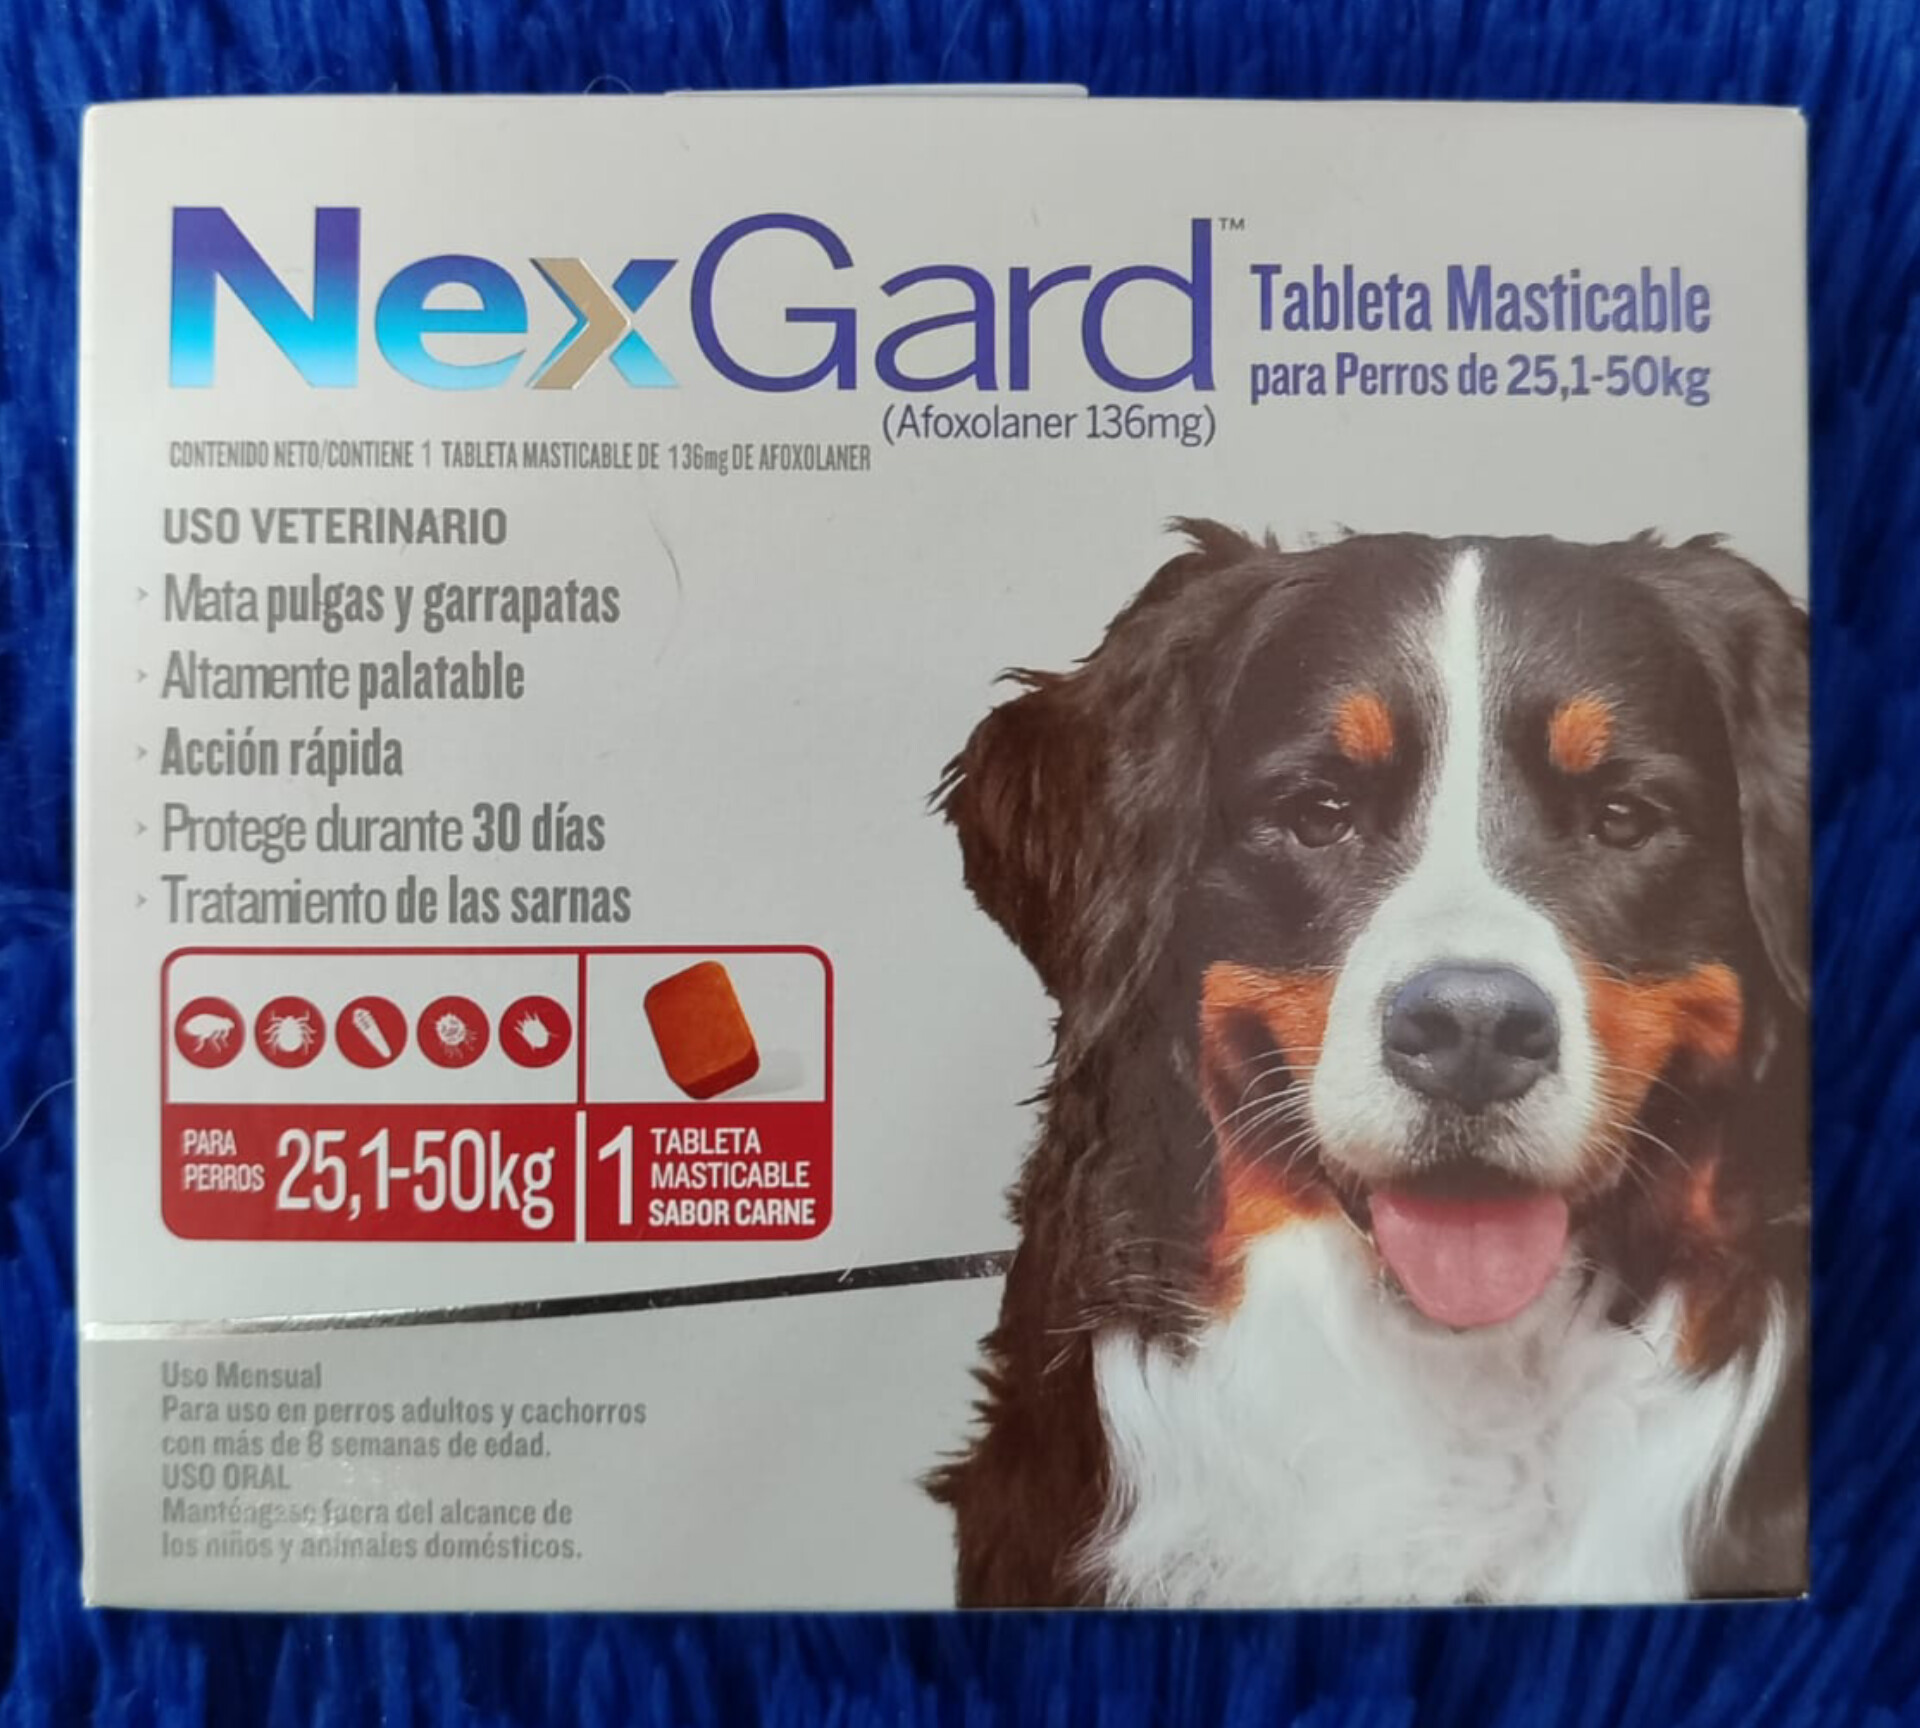 NexGard™
Tableta Masticable
para Perros de 25,1-50kg
(Afoxolaner 136mg)
CONTENIDO NETO/CONTIENE 1 TABLETA MASTICABLE DE 136mg DE AFOXOLANER
USO VETERINARIO
› Mata pulgas y garrapatas
› Altamente palatable
› Acción rápida
› Protege durante 30 días
› Tratamiento de las sarnas
PARA
PERROS
25,1-50kg
1
TABLETA
MASTICABLE
SABOR CARNE
Uso Mensual
Para uso en perros adultos y cachorros
con más de 8 semanas de edad.
USO ORAL
Manténgase fuera del alcance de
los niños y animales domésticos.